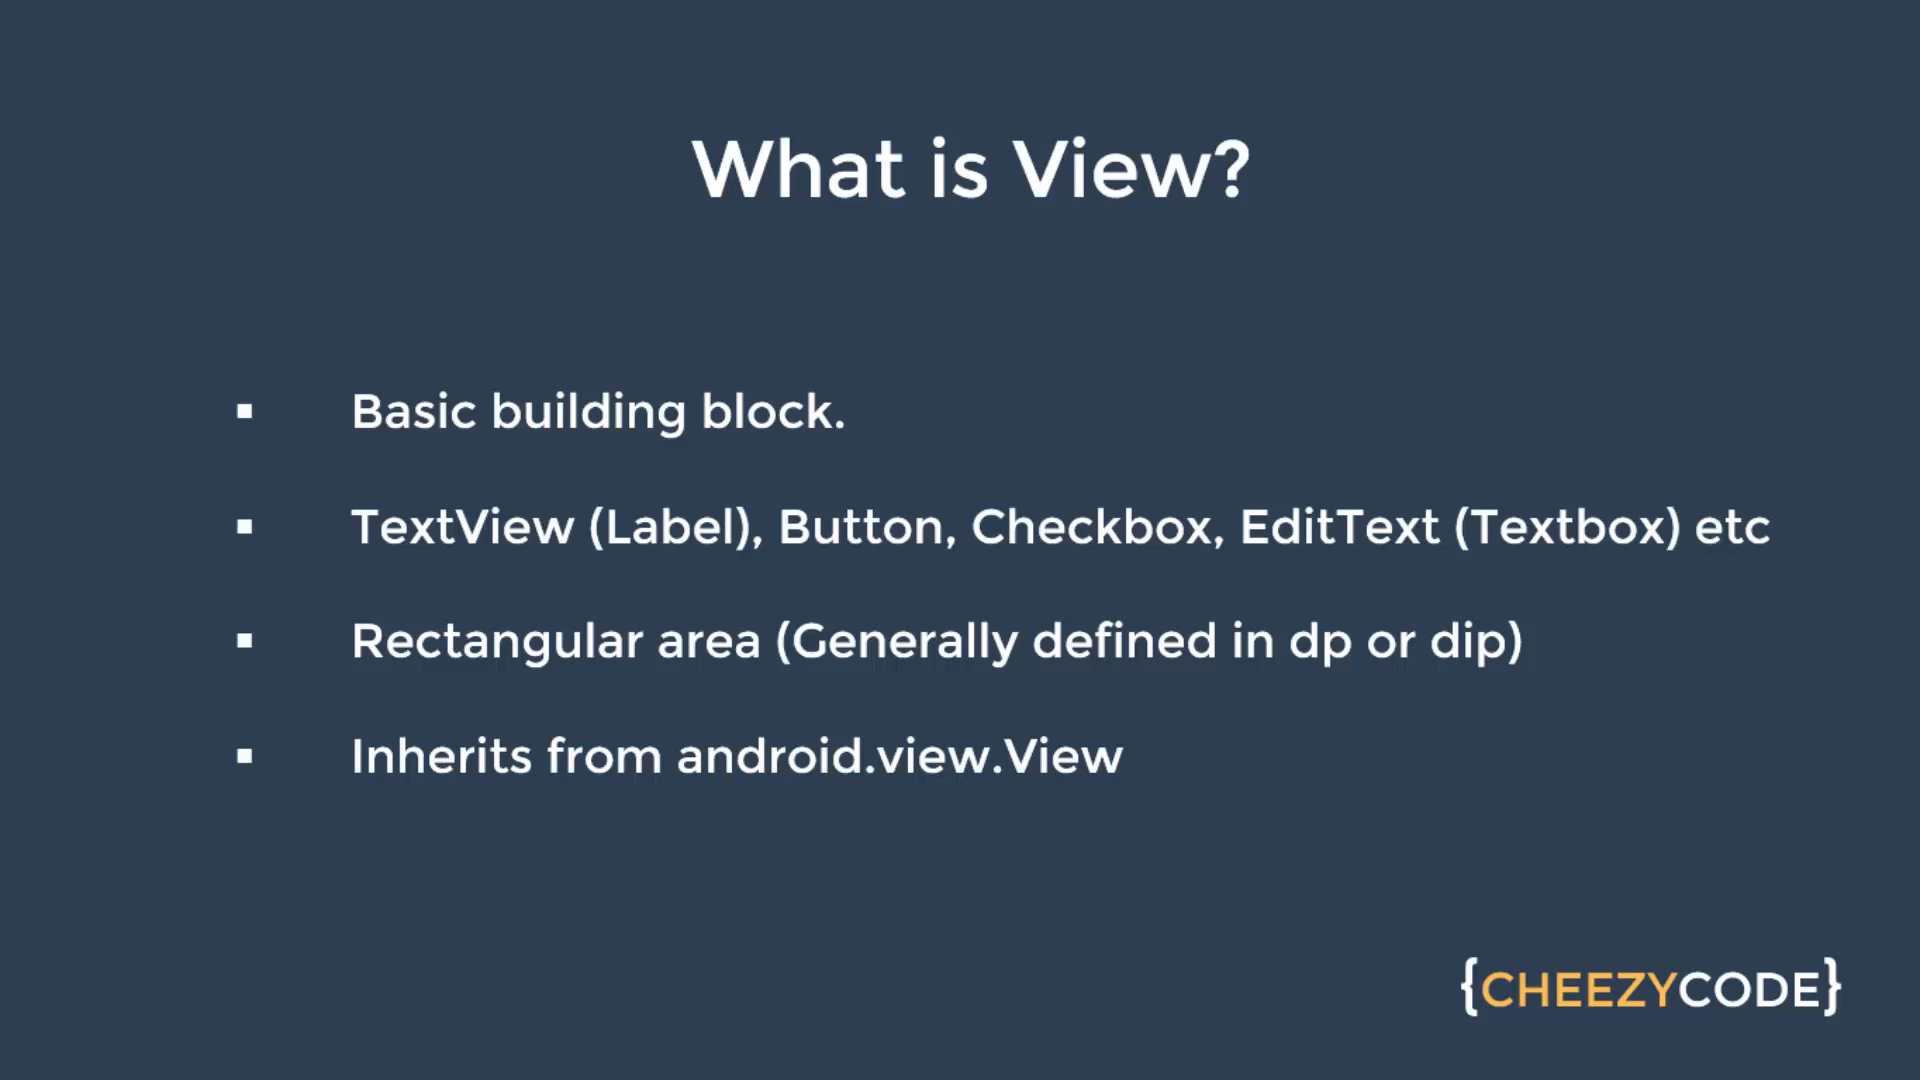 What is View?
▪ Basic building block.
▪ TextView (Label), Button, Checkbox, EditText (Textbox) etc
▪ Rectangular area (Generally defined in dp or dip)
▪ Inherits from android.view.View
{CHEEZYCODE}